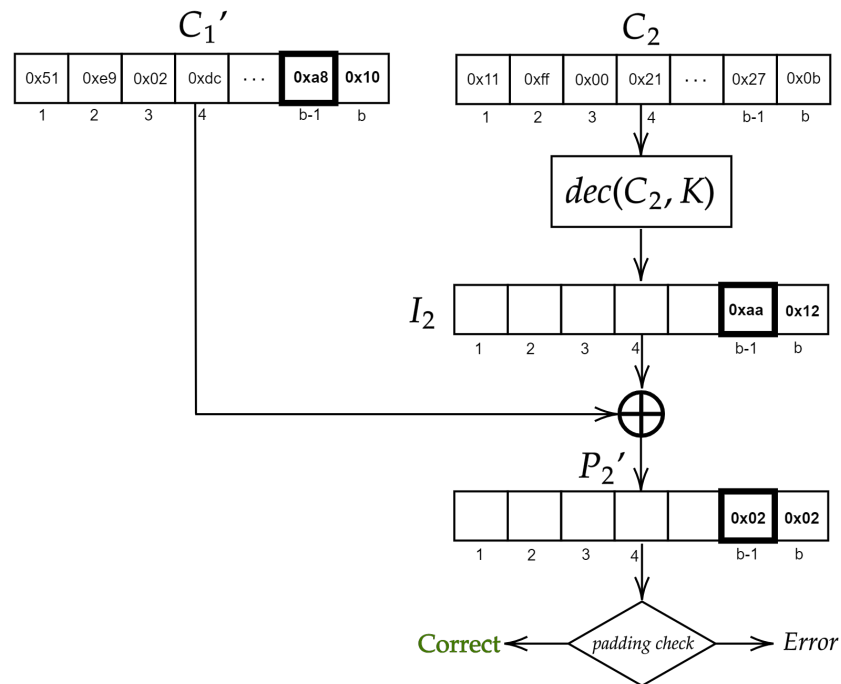 C₁′ C₂
0x51 0xe9 0x02 0xdc ... 0xa8 0x10
1 2 3 4 b-1 b
0x11 0xff 0x00 0x21 ... 0x27 0x0b
1 2 3 4 b-1 b
dec(C₂, K)
I₂ 0xaa 0x12
1 2 3 4 b-1 b
P₂′
0x02 0x02
1 2 3 4 b-1 b
Correct padding check Error